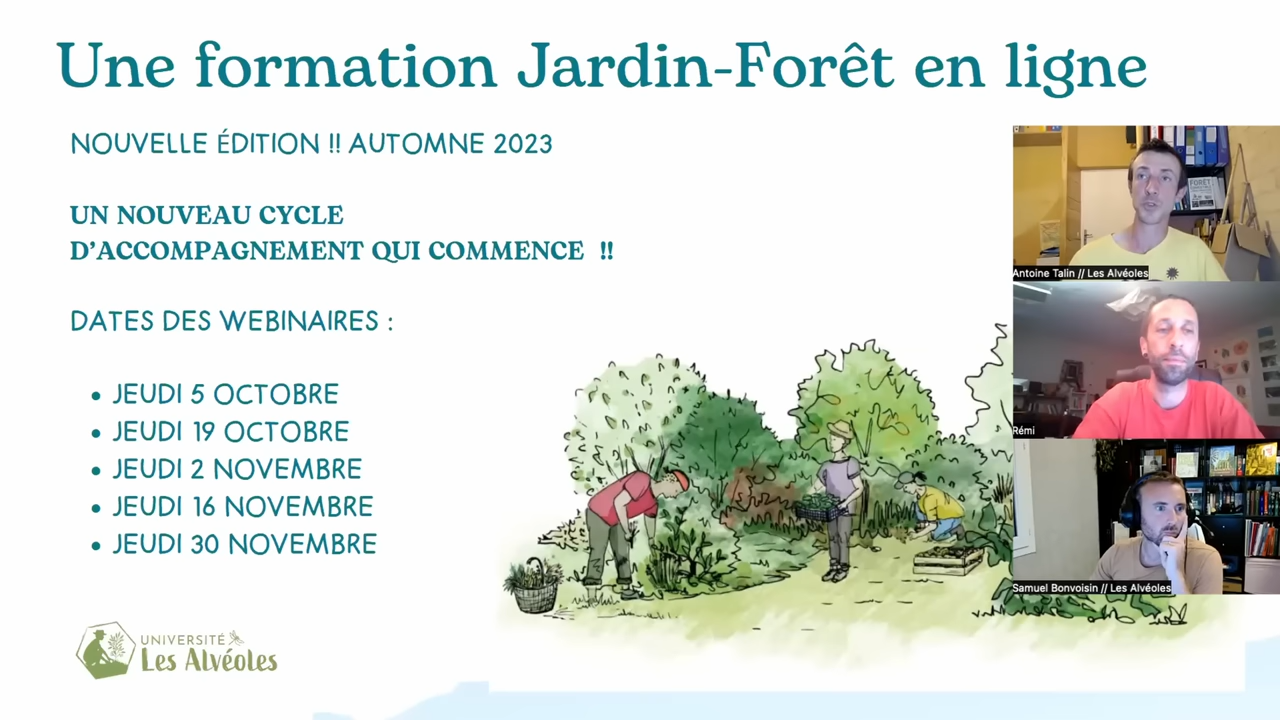 Une formation Jardin-Forêt en ligne
NOUVELLE ÉDITION !! AUTOMNE 2023
UN NOUVEAU CYCLE
D'ACCOMPAGNEMENT QUI COMMENCE !!
DATES DES WEBINAIRES :
• JEUDI 5 OCTOBRE
• JEUDI 19 OCTOBRE
• JEUDI 2 NOVEMBRE
• JEUDI 16 NOVEMBRE
• JEUDI 30 NOVEMBRE
UNIVERSITÉ
Les Alvéoles
FORÊT
Antoine Talin // Les Alvéoles
Rémi
Samuel Bonvoisin // Les Alvéoles